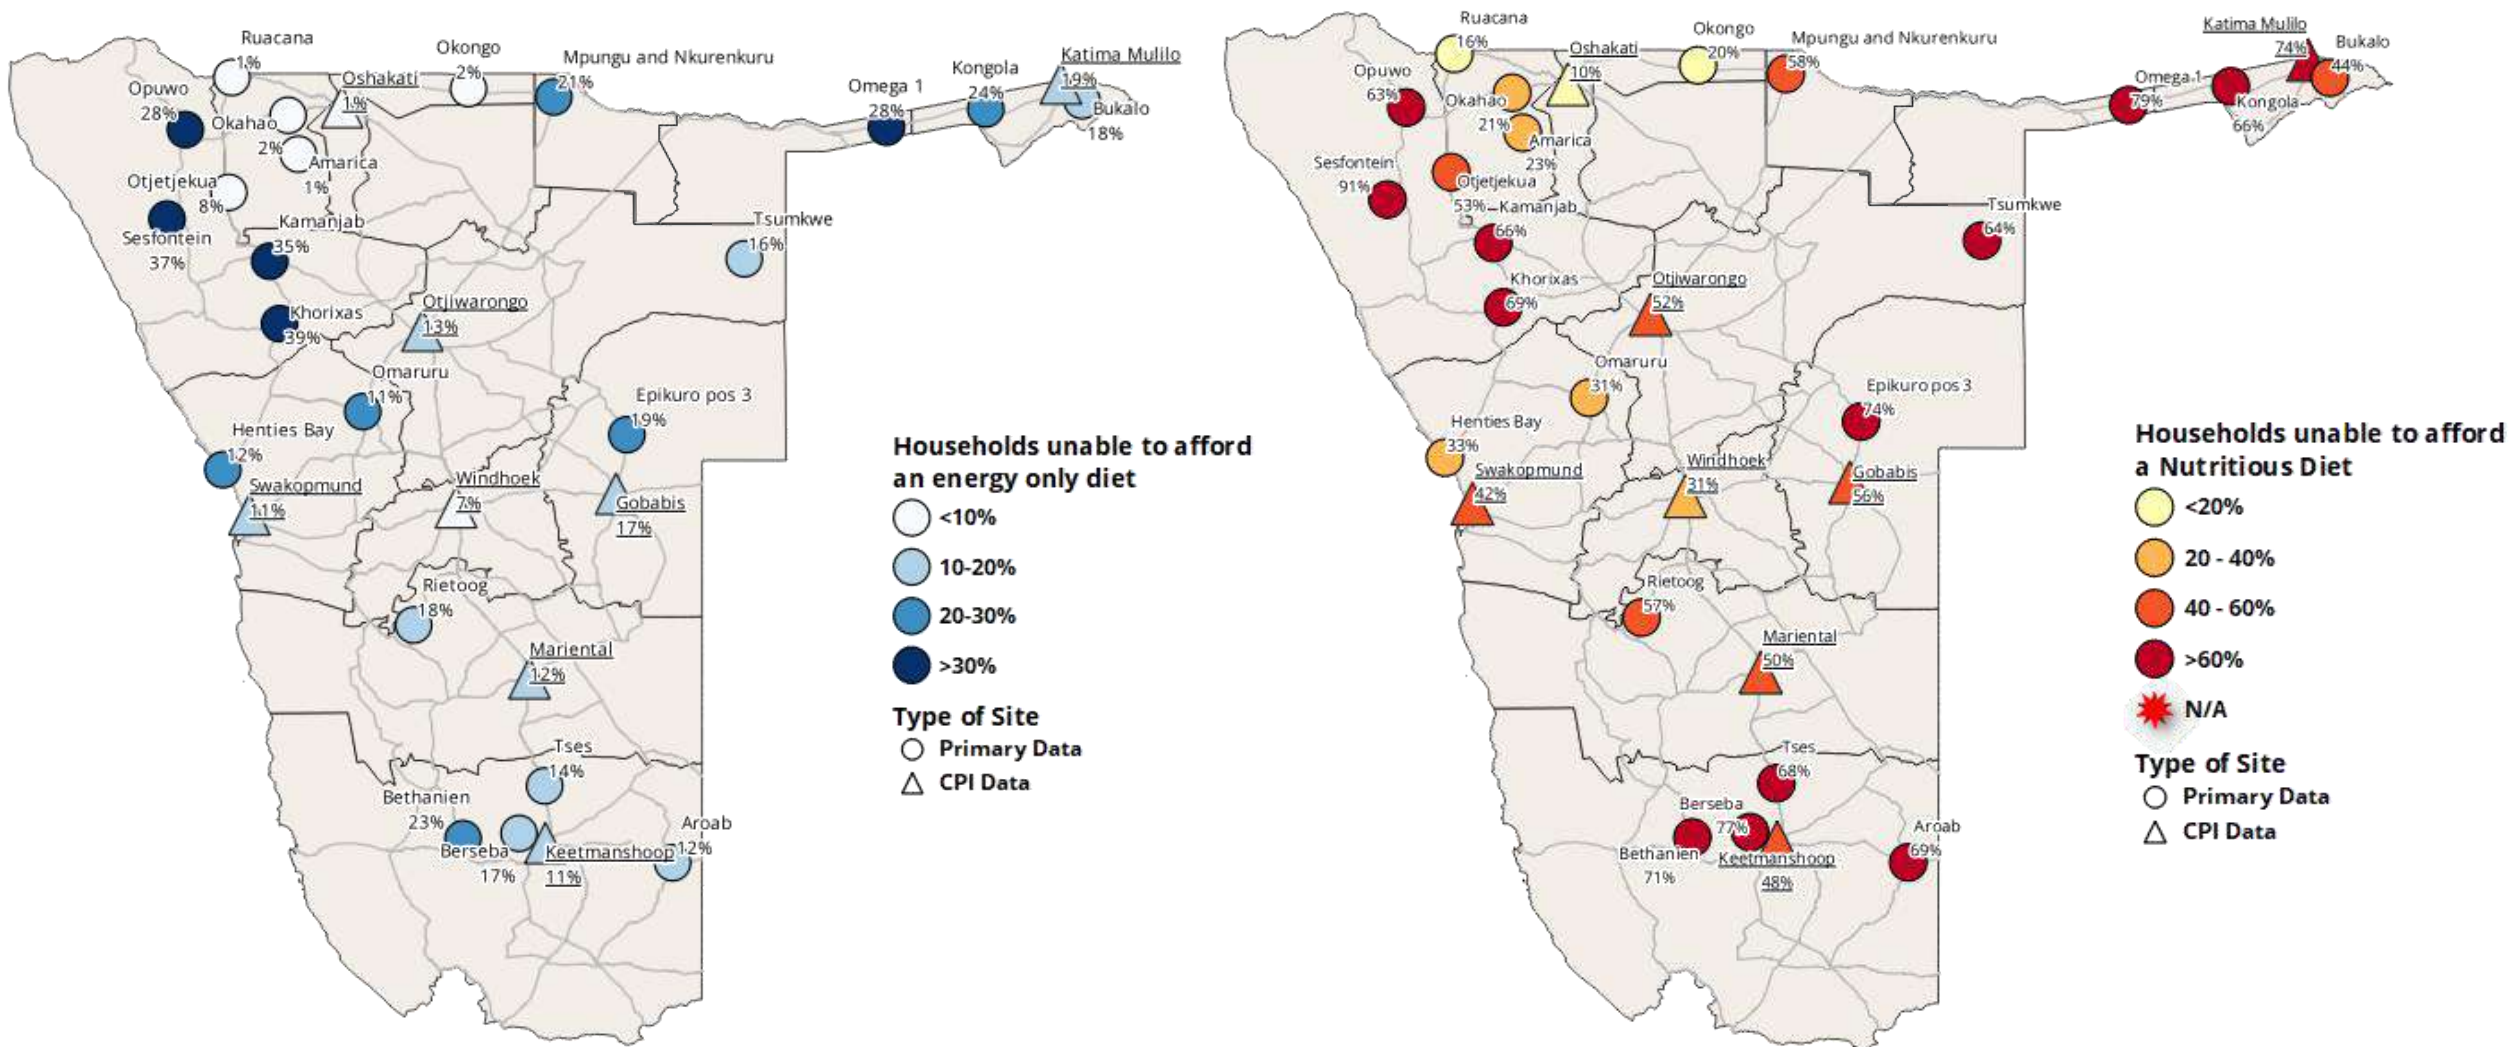 Ruacana
1%
Okongo
2%
Mpungu and Nkurenkuru
21%
Katima Mulilo
19%
Opuwo
28%
Oshakati
1%
Omega 1
28%
Kongola
24%
Bukalo
18%
Okahao
2%
Amarica
1%
Otjetjekua
8%
Sesfontein
37%
Kamanjab
35%
Tsumkwe
16%
Khorixas
39%
Otjiwarongo
13%
Omaruru
11%
Epikuro pos 3
19%
Henties Bay
12%
Swakopmund
11%
Windhoek
7%
Gobabis
17%
Rietoog
18%
Mariental
12%
Tses
14%
Bethanien
23%
Berseba
17%
Keetmanshoop
11%
Aroab
12%
Households unable to afford
an energy only diet
<10%
10-20%
20-30%
>30%
Type of Site
Primary Data
CPI Data
Ruacana
16%
Okongo
20%
Mpungu and Nkurenkuru
58%
Katima Mulilo
74%
Bukalo
44%
Opuwo
63%
Oshakati
10%
Omega 1
79%
Kongola
66%
Okahao
21%
Amarica
23%
Sesfontein
91%
Otjetjekua
53%
Kamanjab
66%
Tsumkwe
64%
Khorixas
69%
Otjiwarongo
52%
Omaruru
31%
Epikuro pos 3
74%
Henties Bay
33%
Swakopmund
42%
Windhoek
31%
Gobabis
56%
Rietoog
57%
Mariental
50%
Tses
68%
Berseba
77%
Bethanien
71%
Keetmanshoop
48%
Aroab
69%
Households unable to afford
a Nutritious Diet
<20%
20 - 40%
40 - 60%
>60%
N/A
Type of Site
Primary Data
CPI Data